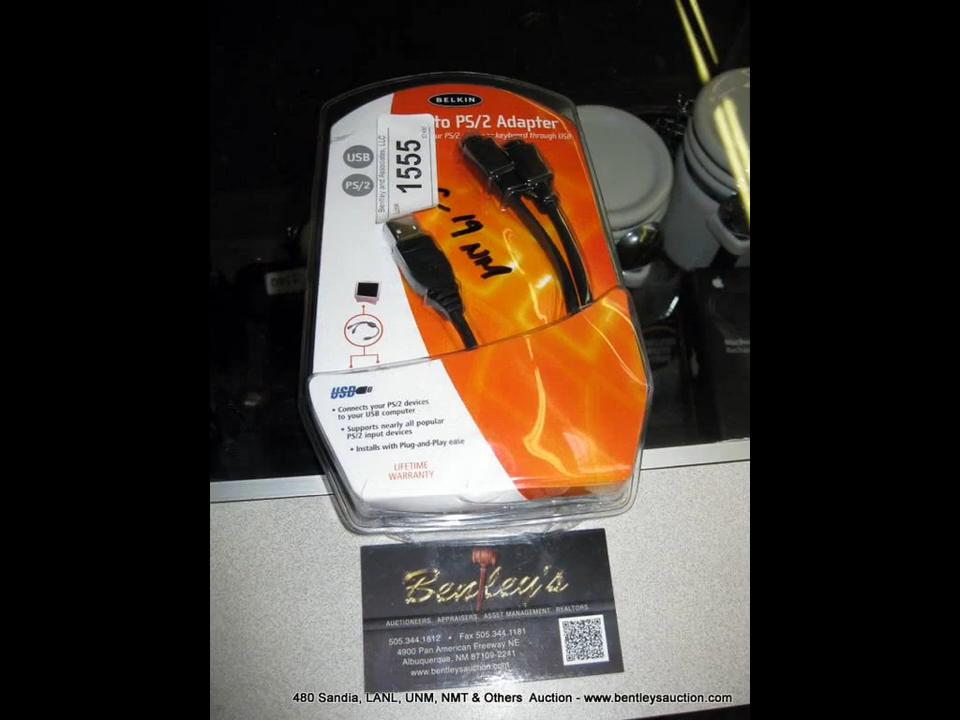 BELKIN
to PS/2 Adapter
PS/2 keyboard through USB
USB
PS/2
Bentley and Associates, LLC
1555
19 NM
USB
• Connects your PS/2 devices
to your USB computer
• Supports nearly all popular
PS/2 input devices
• Installs with Plug-and-Play ease
LIFETIME
WARRANTY
Bentley's
AUCTIONEERS. APPRAISERS. ASSET MANAGEMENT. REALTORS.
505.344.1812 • Fax 505.344.1181
4900 Pan American Freeway NE
Albuquerque, NM 87109-2241
www.bentleysauction.com
480 Sandia, LANL, UNM, NMT & Others Auction - www.bentleysauction.com